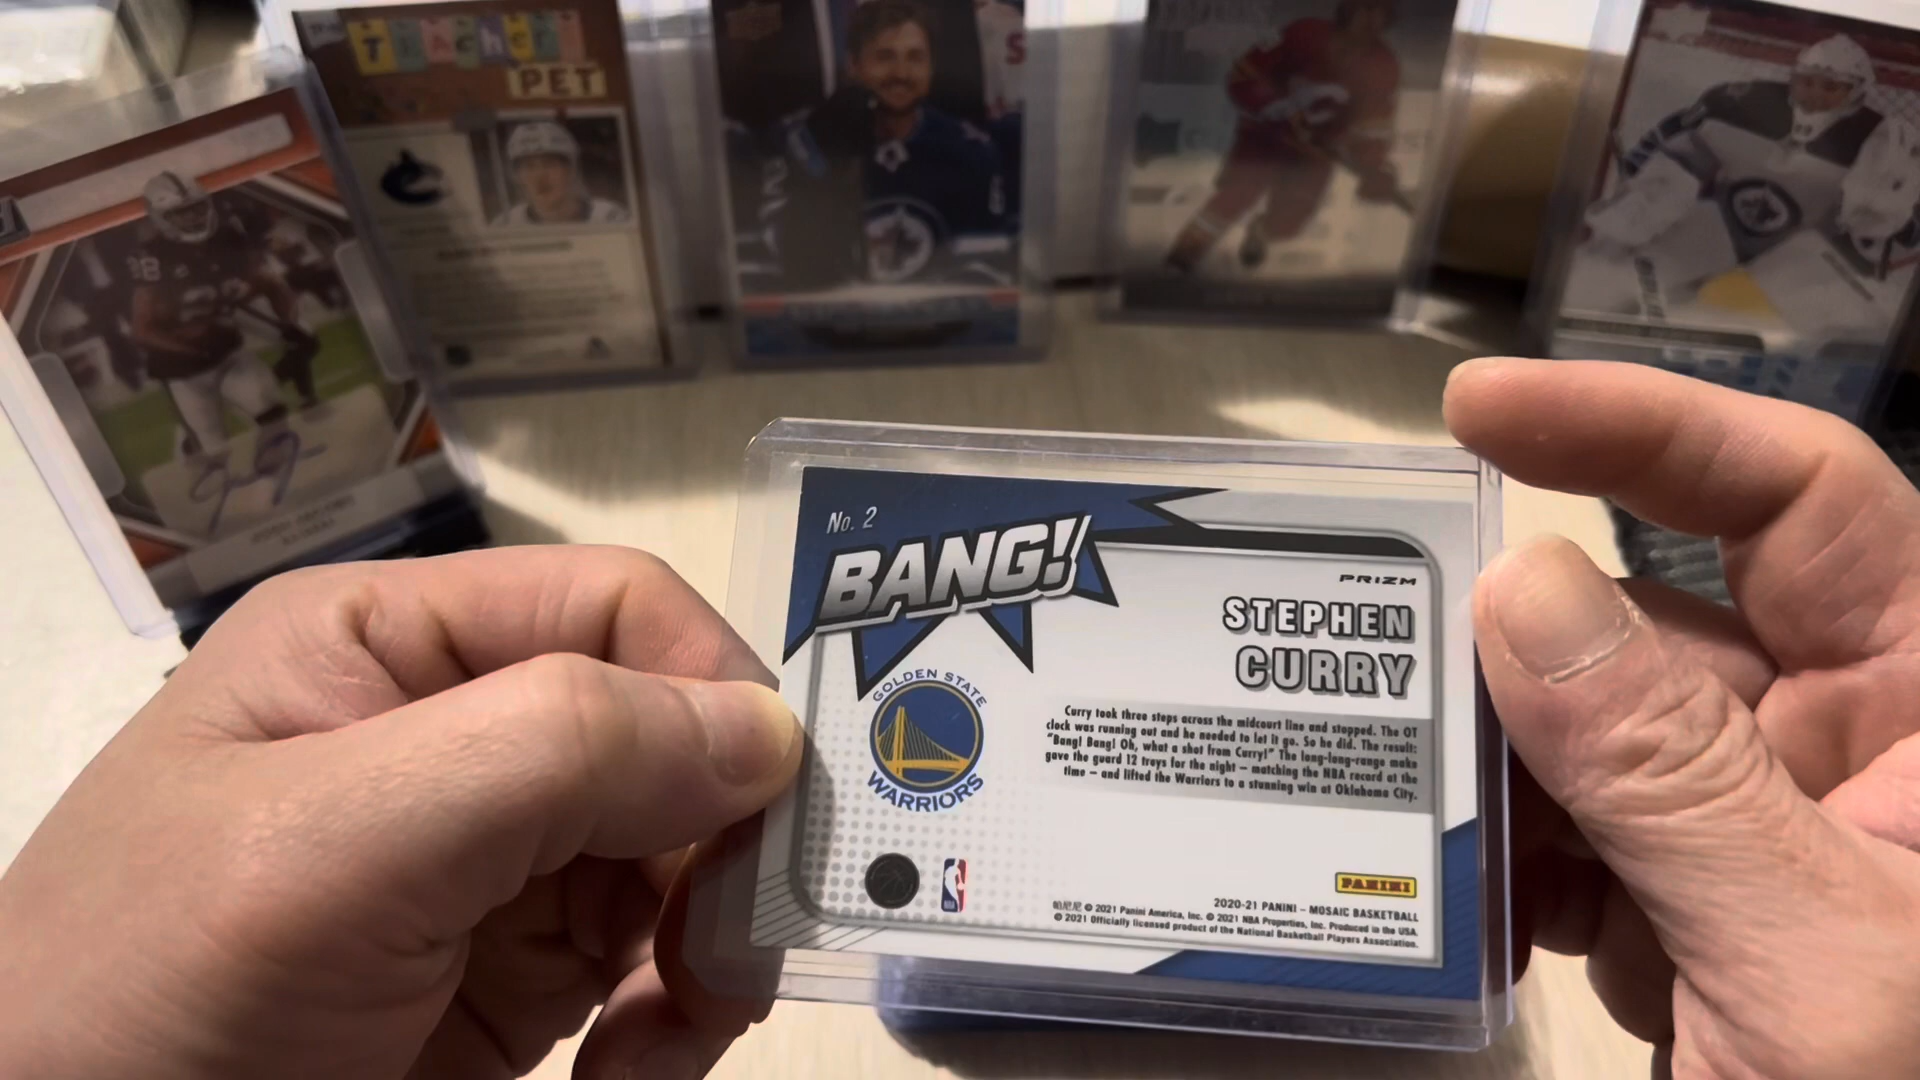 Teacher's
PET
No. 2
BANG!
PRIZM
STEPHEN
CURRY
GOLDEN STATE
WARRIORS
Curry took three steps across the midcourt line and stopped. The OT
clock was running out and he needed to let it go. So he did. The result:
"Bang! Bang! Oh, what a shot from Curry!" The long-long-range make
gave the guard 12 treys for the night — matching the NBA record at the
time — and lifted the Warriors to a stunning win at Oklahoma City.
PANINI
2020-21 PANINI – MOSAIC BASKETBALL
© 2021 Panini America, Inc. © 2021 NBA Properties, Inc. Produced in the USA.
© 2021 Officially licensed product of the National Basketball Players Association.